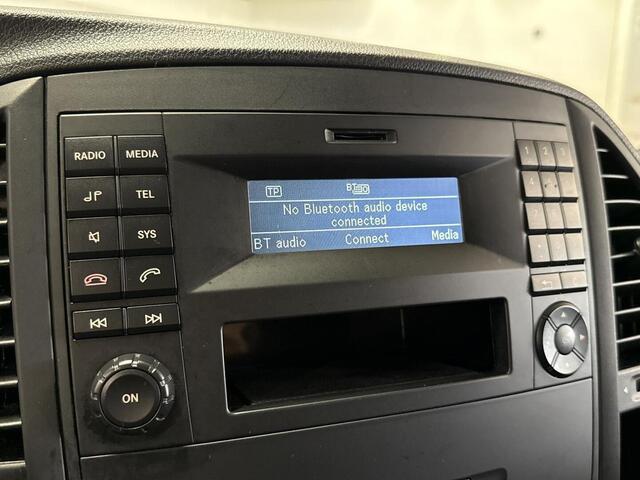 RADIO
MEDIA
TEL
SYS
ON
TP
No Bluetooth audio device
connected
BT audio Connect Media